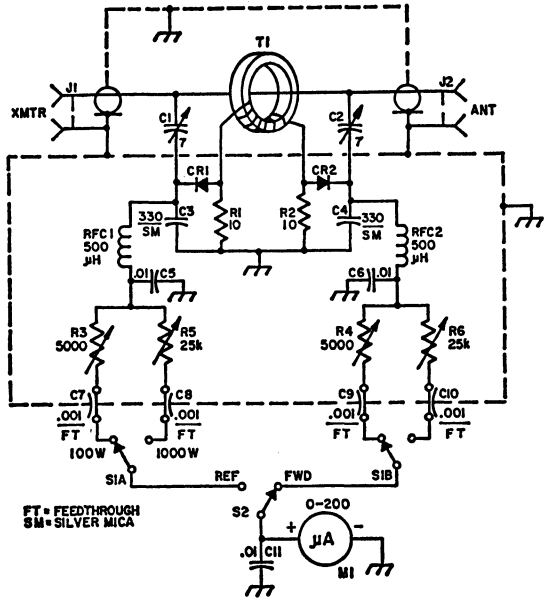 T1
J1
J2
XMTR
ANT
C1
7
C2
7
CR1
CR2
330
SM
C3
R1
10
R2
10
C4
330
SM
RFC1
500
µH
RFC2
500
µH
.01
C5
C6
.01
R3
5000
R5
25k
R4
5000
R6
25k
C7
.001
FT
C8
.001
FT
C9
.001
FT
C10
.001
FT
100W
1000W
S1A
S1B
REF
FWD
S2
0-200
+
µA
-
M1
.01
C11
FT = FEEDTHROUGH
SM = SILVER MICA